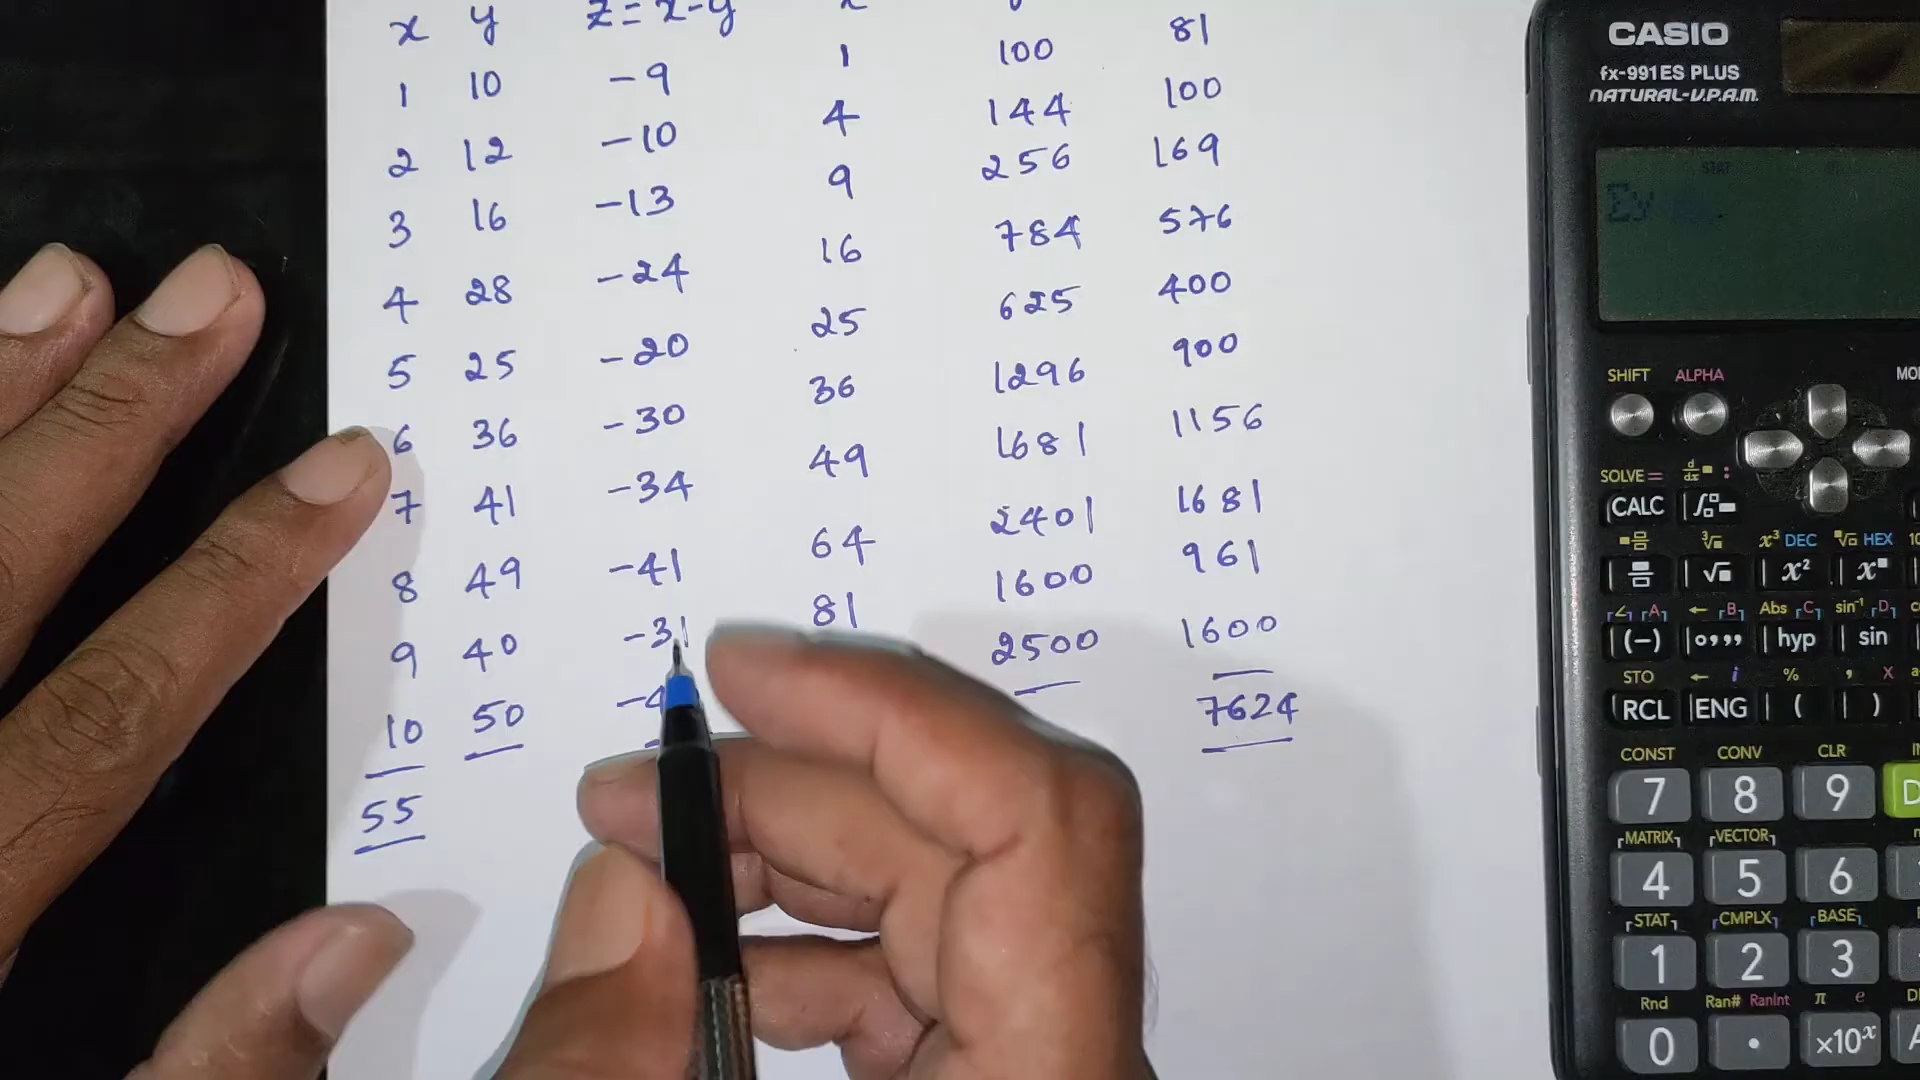 x y z=x-y
1 10 -9 1 100 81
2 12 -10 4 144 100
3 16 -13 9 256 169
4 28 -24 16 784 576
5 25 -20 25 625 400
6 36 -30 36 1296 900
7 41 -34 49 1681 1156
8 49 -41 64 2401 1681
9 40 -31 81 1600 961
10 50 2500 1600
55 7624
CASIO
fx-991ES PLUS
NATURAL-V.P.A.M.
STAT
Σy
SHIFT ALPHA
SOLVE = d/dx :
CALC ∫
x³ DEC √ HEX
√ x² x
∠ A ← B Abs C sin⁻¹ D
(−) hyp sin
STO ← i % , X
RCL ENG ( )
CONST CONV CLR
7 8 9
MATRIX VECTOR
4 5 6
STAT CMPLX BASE
1 2 3
Rnd Ran# RanInt π e
0 . ×10x